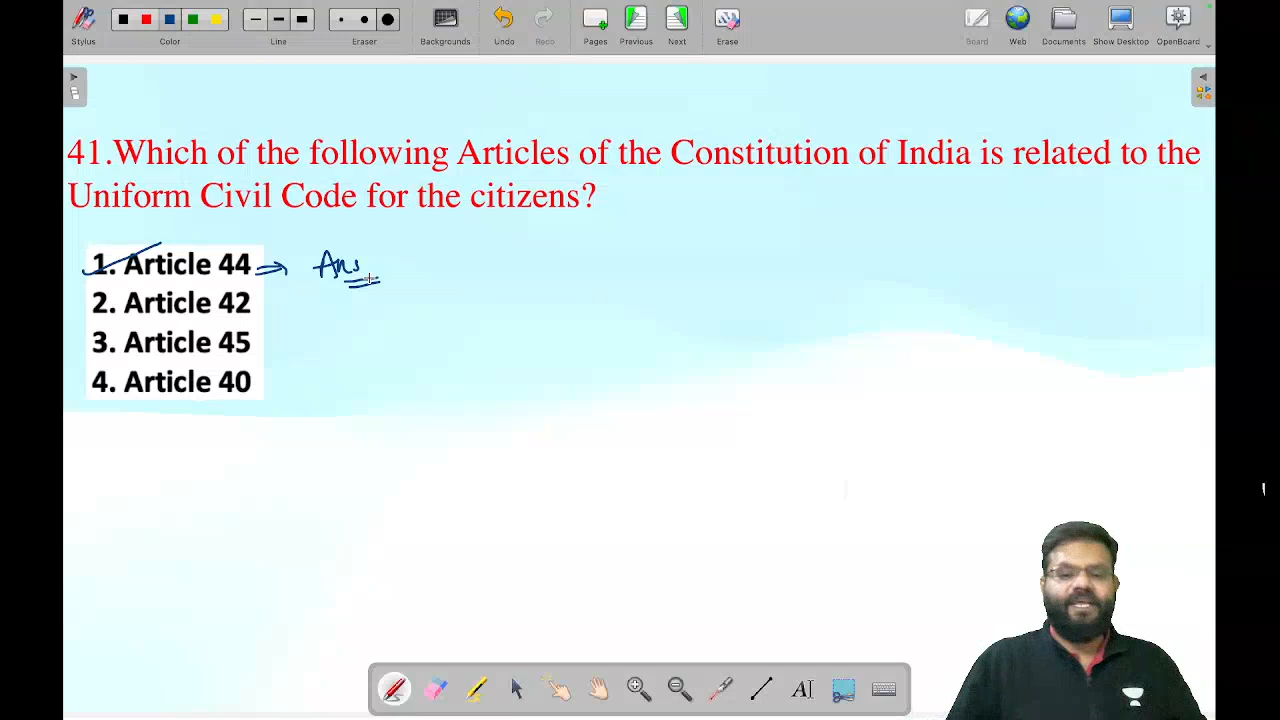 Stylus
Color
Line
Eraser
Backgrounds
Undo
Redo
Pages
Previous
Next
Erase
Board
Web
Documents
Show Desktop
OpenBoard
41.Which of the following Articles of the Constitution of India is related to the
Uniform Civil Code for the citizens?
1. Article 44 ⇒ Ans
2. Article 42
3. Article 45
4. Article 40